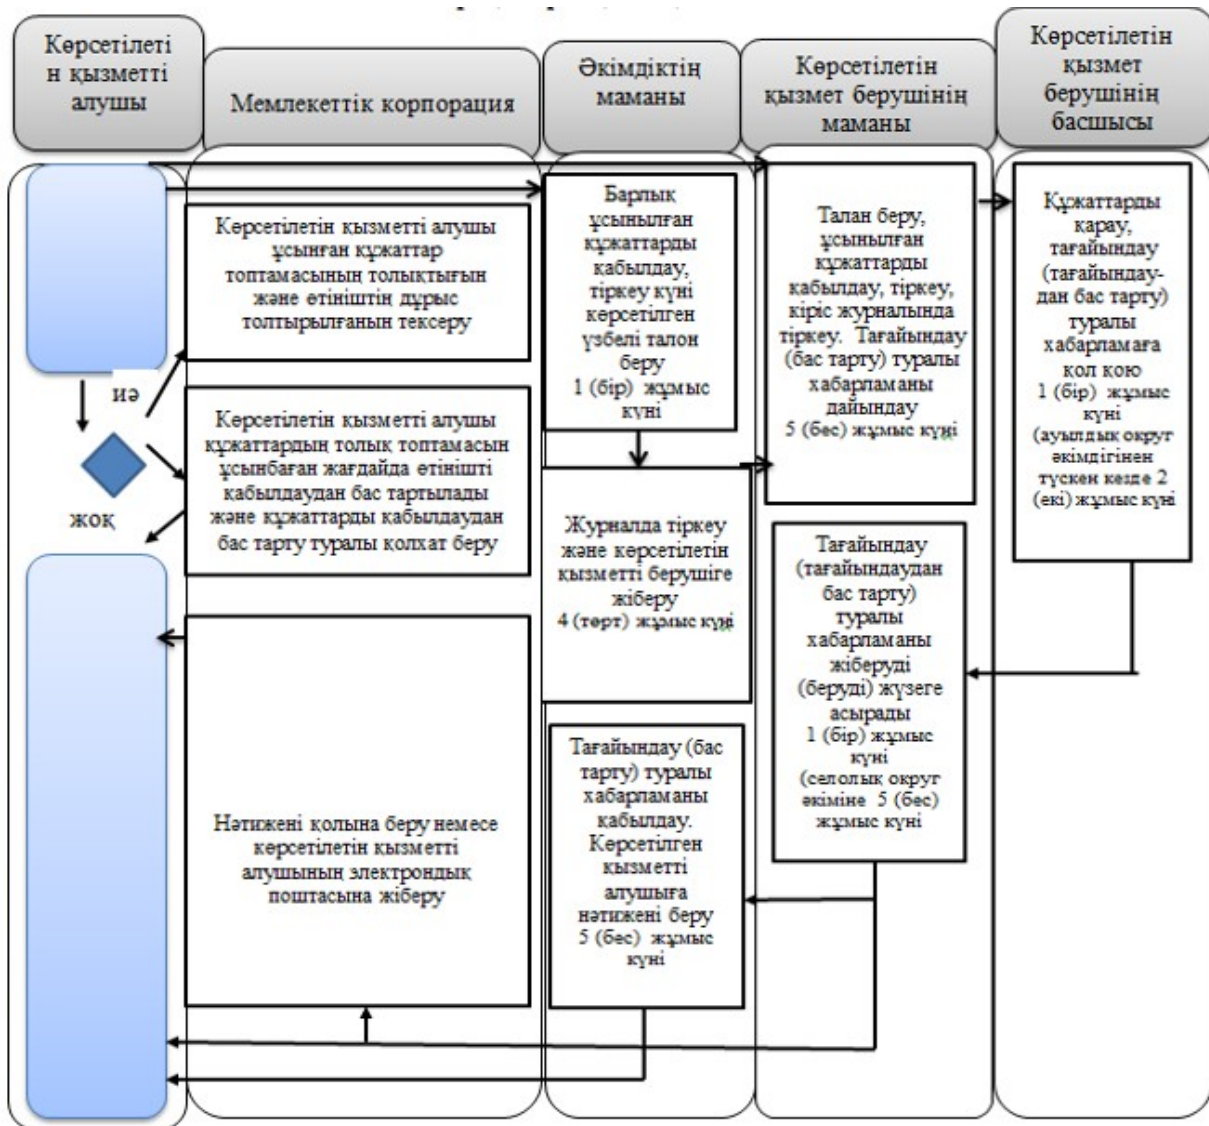 Көрсетілеті
н қызметті
алушы
Мемлекеттік корпорация
Әкімдіктің
маманы
Көрсетілетін
қызмет берушінің
маманы
Көрсетілетін
қызмет
берушінің
басшысы
Көрсетілетін қызметті алушы
ұсынған құжаттар
топтамасының толықтығын
және өтініштін дұрыс
толтырылғанын тексеру
иә
жоқ
Көрсетілетін қызметті алушы
құжаттардың толық топтамасын
ұсынбаған жағдайда өтінішті
қабылдаудан бас тартылады
және құжаттарды қабылдаудан
бас тарту туралы қолхат беру
Нәтижені қолына беру немесе
көрсетілетін қызметті
алушының электрондық
поштасына жіберу
Барлық
ұсынылған
құжаттарды
қабылдау,
тіркеу күні
көрсетілген
үзбелі талон
беру
1 (бір) жұмыс
күні
Журналда тіркеу
және көрсетілетін
қызметті берушіге
жіберу
4 (төрт) жұмыс күні
Тағайындау (бас
тарту) туралы
хабарламаны
қабылдау.
Көрсетілген
қызметті
алушыға
нәтижені беру
5 (бес) жұмыс
күні
Талан беру,
ұсынылған
құжаттарды
қабылдау, тіркеу,
кіріс журналында
тіркеу. Тағайындау
(бас тарту) туралы
хабарламаны
дайындау
5 (бес) жұмыс күні
Тағайындау
(тағайындаудан
бас тарту)
туралы
хабарламаны
жіберуді
(беруді) жүзеге
асырады
1 (бір) жұмыс
күні
(селолық округ
әкіміне 5 (бес)
жұмыс күні
Құжаттарды
қарау,
тағайындау
(тағайындау-
дан бас тарту)
туралы
хабарламаға
қол қою
1 (бір) жұмыс
күні
(ауылдық округ
әкімдігінен
түскен кезде 2
(екі) жұмыс күні